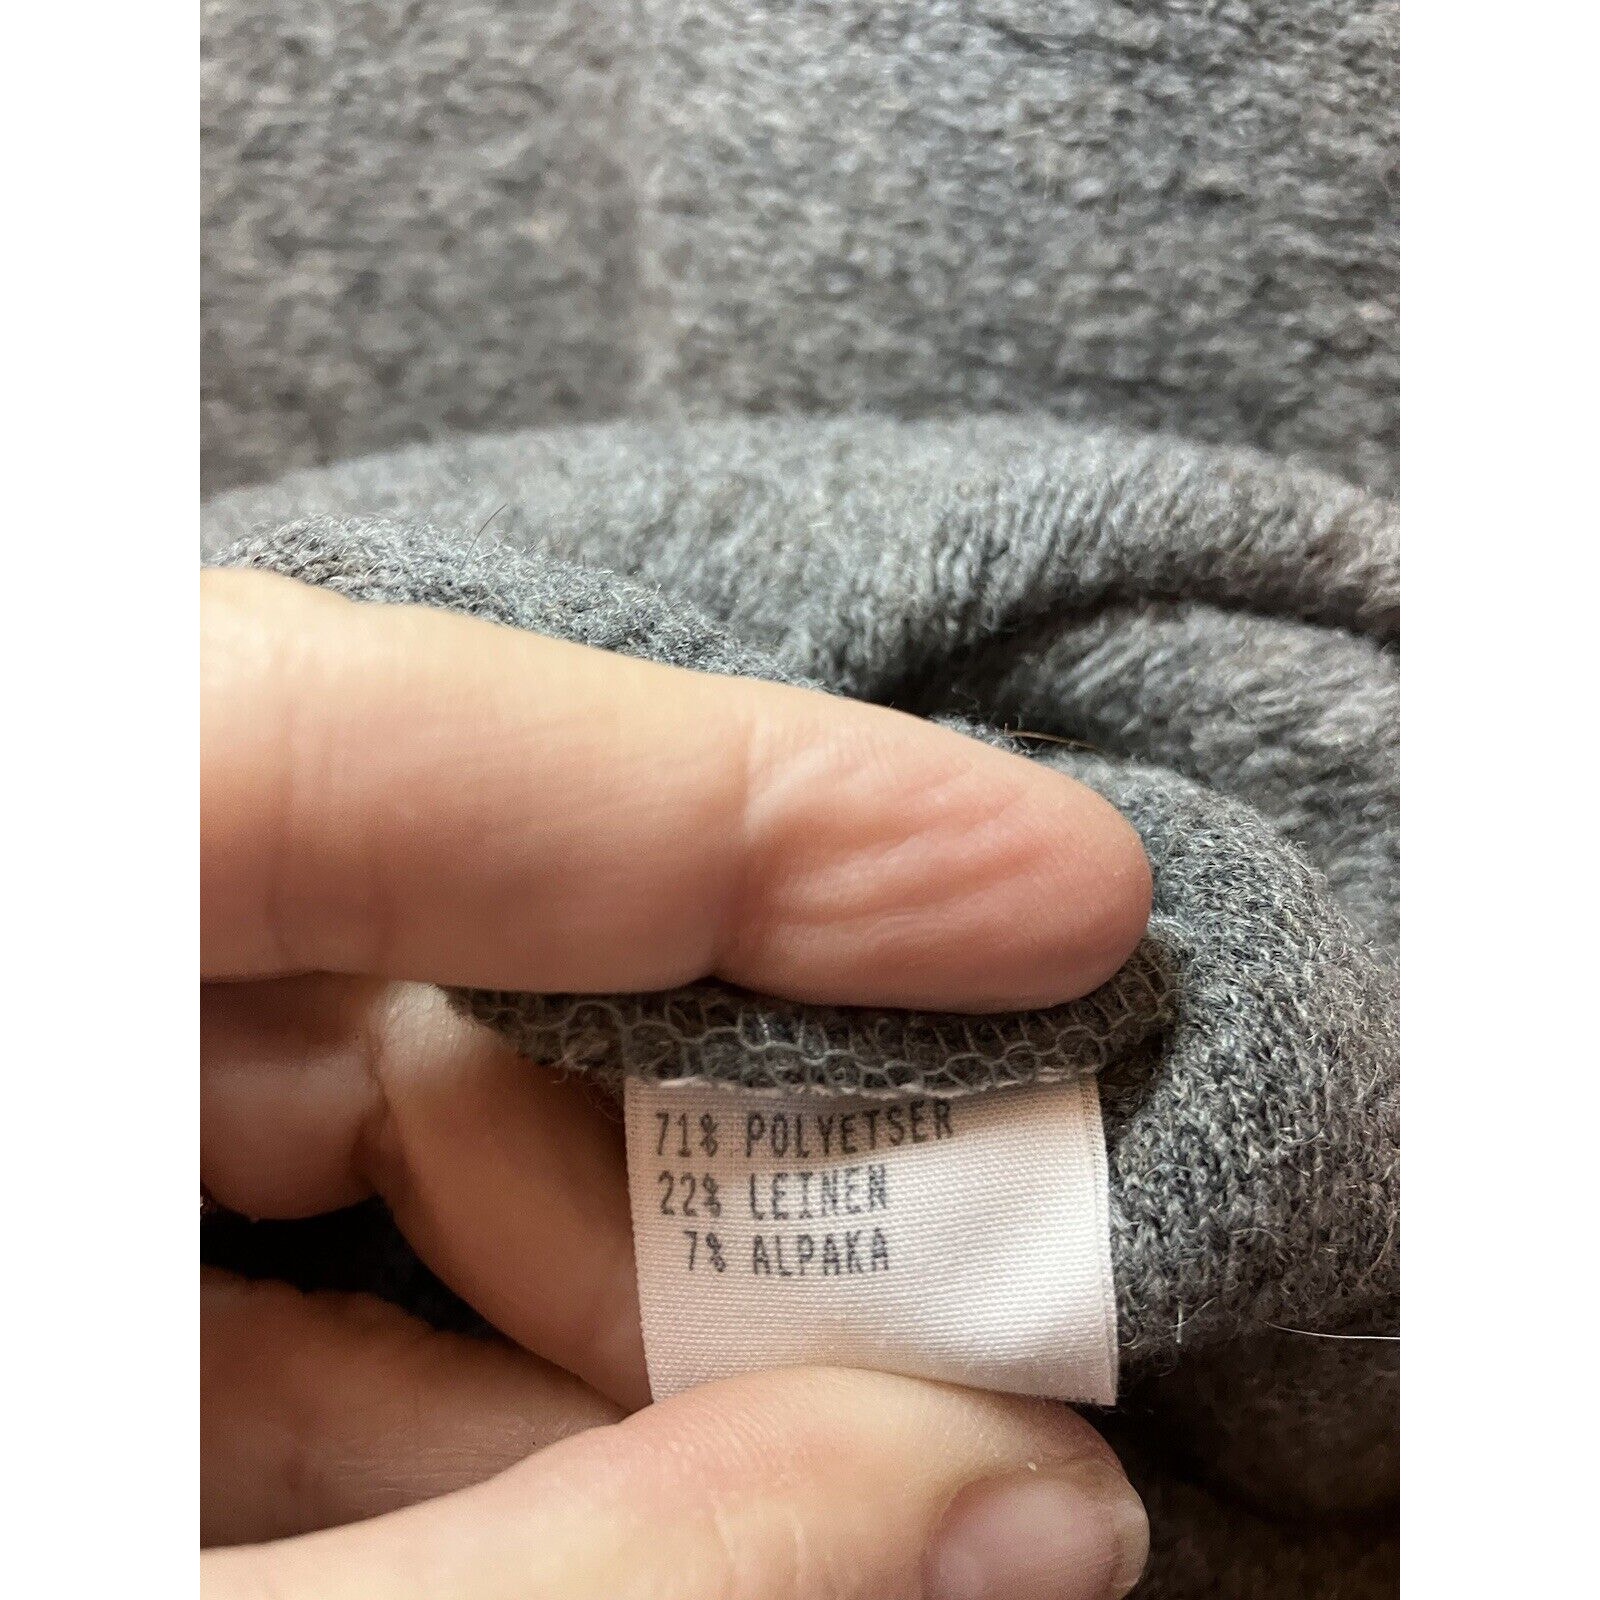 71% POLYETSER
22% LEINEN
7% ALPAKA